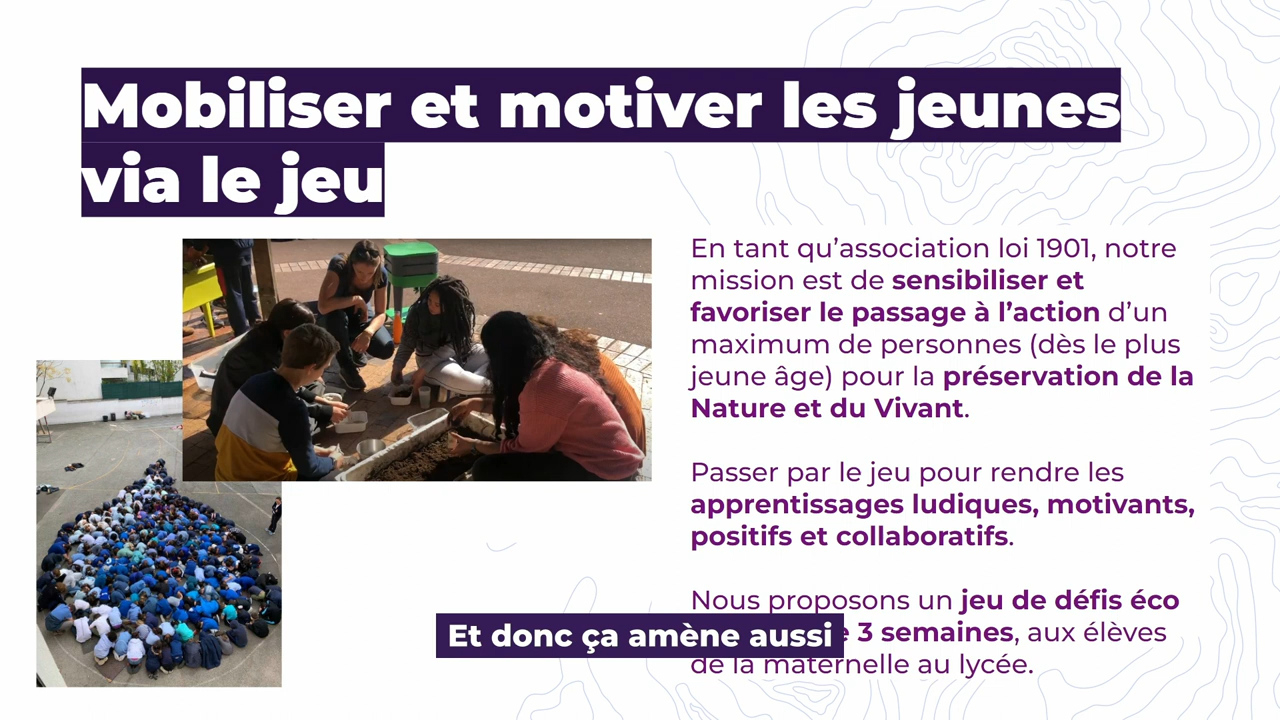 Mobiliser et motiver les jeunes
via le jeu
En tant qu’association loi 1901, notre
mission est de sensibiliser et
favoriser le passage à l’action d’un
maximum de personnes (dès le plus
jeune âge) pour la préservation de la
Nature et du Vivant.
Passer par le jeu pour rendre les
apprentissages ludiques, motivants,
positifs et collaboratifs.
Nous proposons un jeu de défis éco
3 semaines, aux élèves
de la maternelle au lycée.
Et donc ça amène aussi